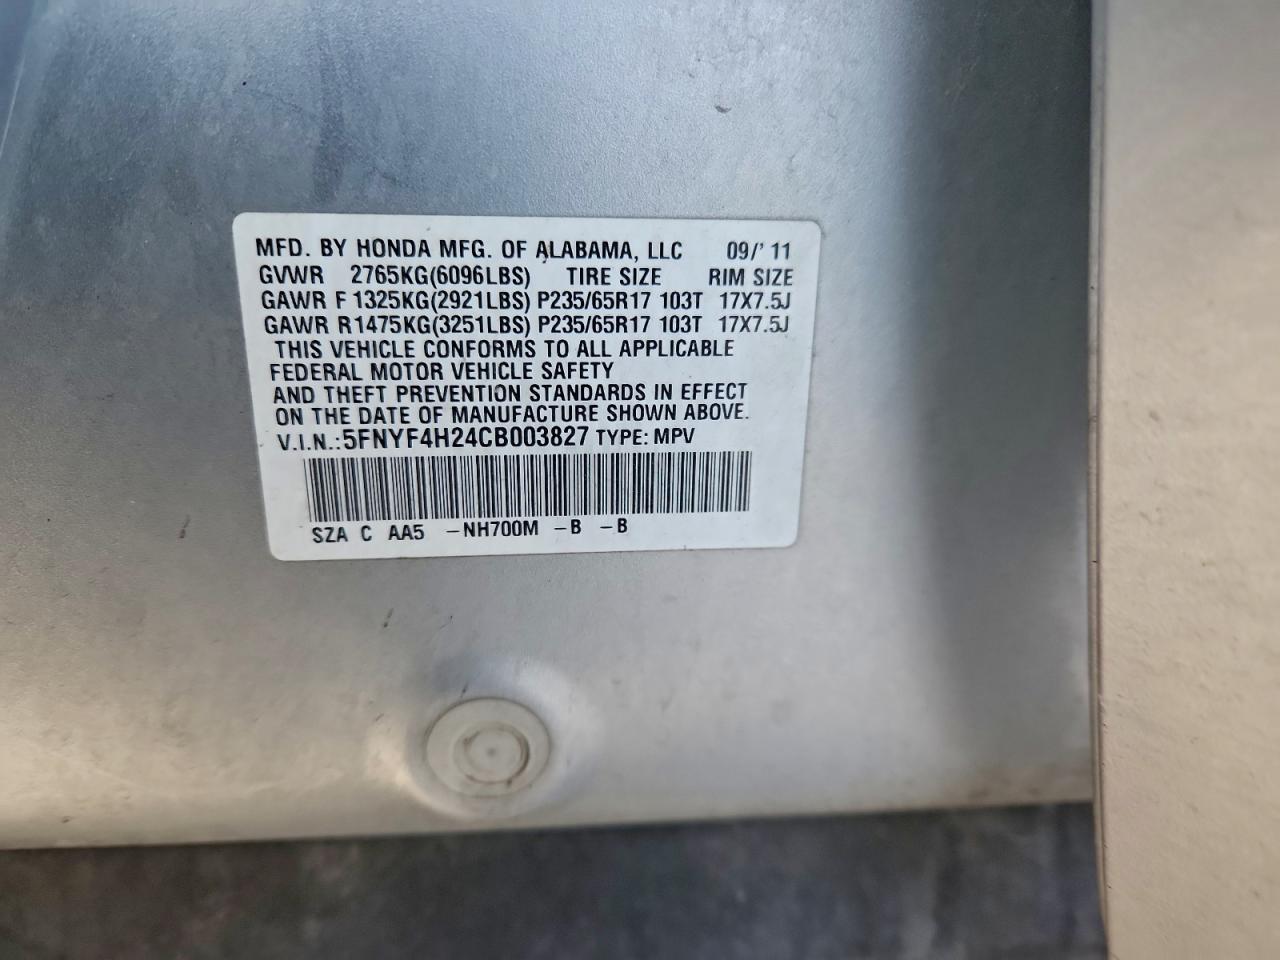 MFD. BY HONDA MFG. OF ALABAMA, LLC 09/' 11
GVWR 2765KG(6096LBS) TIRE SIZE RIM SIZE
GAWR F 1325KG(2921LBS) P235/65R17 103T 17X7.5J
GAWR R1475KG(3251LBS) P235/65R17 103T 17X7.5J
THIS VEHICLE CONFORMS TO ALL APPLICABLE
FEDERAL MOTOR VEHICLE SAFETY
AND THEFT PREVENTION STANDARDS IN EFFECT
ON THE DATE OF MANUFACTURE SHOWN ABOVE.
V.I.N.:5FNYF4H24CB003827 TYPE: MPV
SZA C AA5 -NH700M -B -B